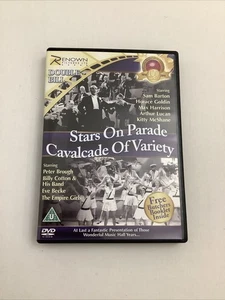 RENOWN
DOUBLE
BILL
Starring
Sam Barton
Horace Goldin
Max Harrison
Arthur Lucan
Kitty McShane
Stars On Parade
Cavalcade Of Variety
Starring
Peter Brough
Billy Cotton &
His Band
Eve Becke
The Empire Girls
Free
Booklet
Inside
U
DVD
At Last a Fantastic Presentation of Those
Wonderful Music Hall Years...